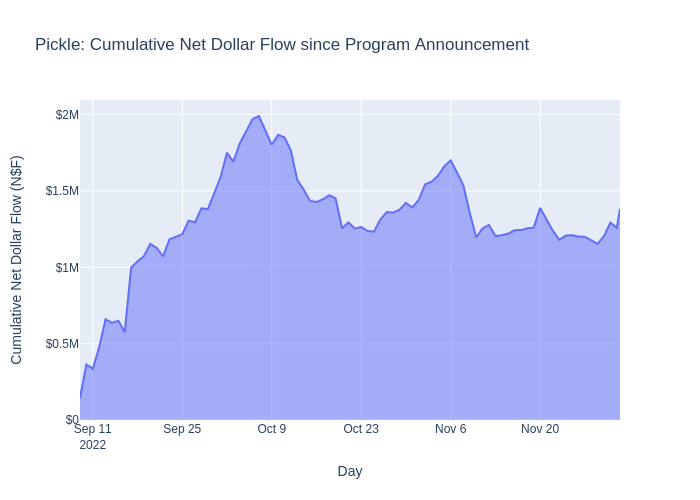 Pickle: Cumulative Net Dollar Flow since Program Announcement
Cumulative Net Dollar Flow (N$F)
$2M
$1.5M
$1M
$0.5M
$0
Sep 11
2022
Sep 25
Oct 9
Oct 23
Nov 6
Nov 20
Day